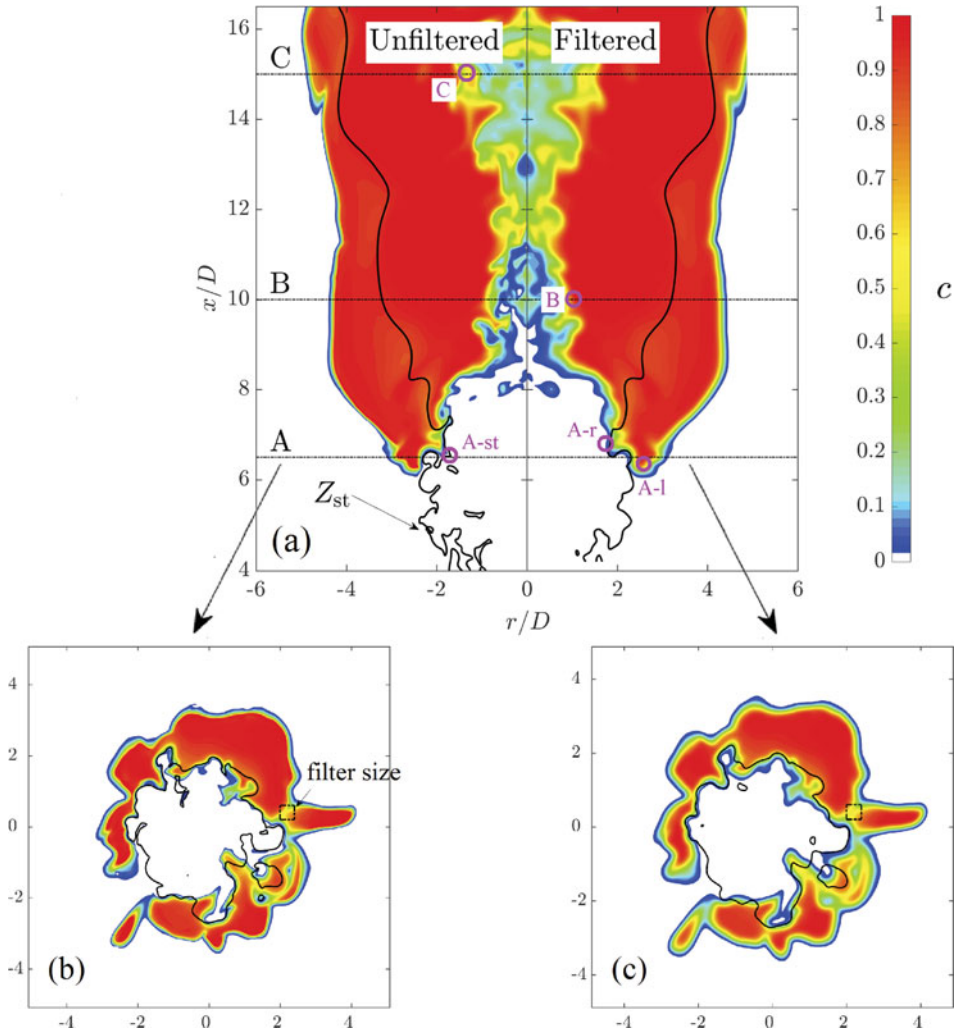 Unfiltered Filtered
16
14
12
10
8
6
4
x/D
C
B
A
C
B
A-st
A-r
A-l
Z_st
(a)
-6 -4 -2 0 2 4 6
r/D
1
0.9
0.8
0.7
0.6
0.5
0.4
0.3
0.2
0.1
0
c
4
2
0
-2
-4
filter size
(b)
-4 -2 0 2 4
4
2
0
-2
-4
(c)
-4 -2 0 2 4